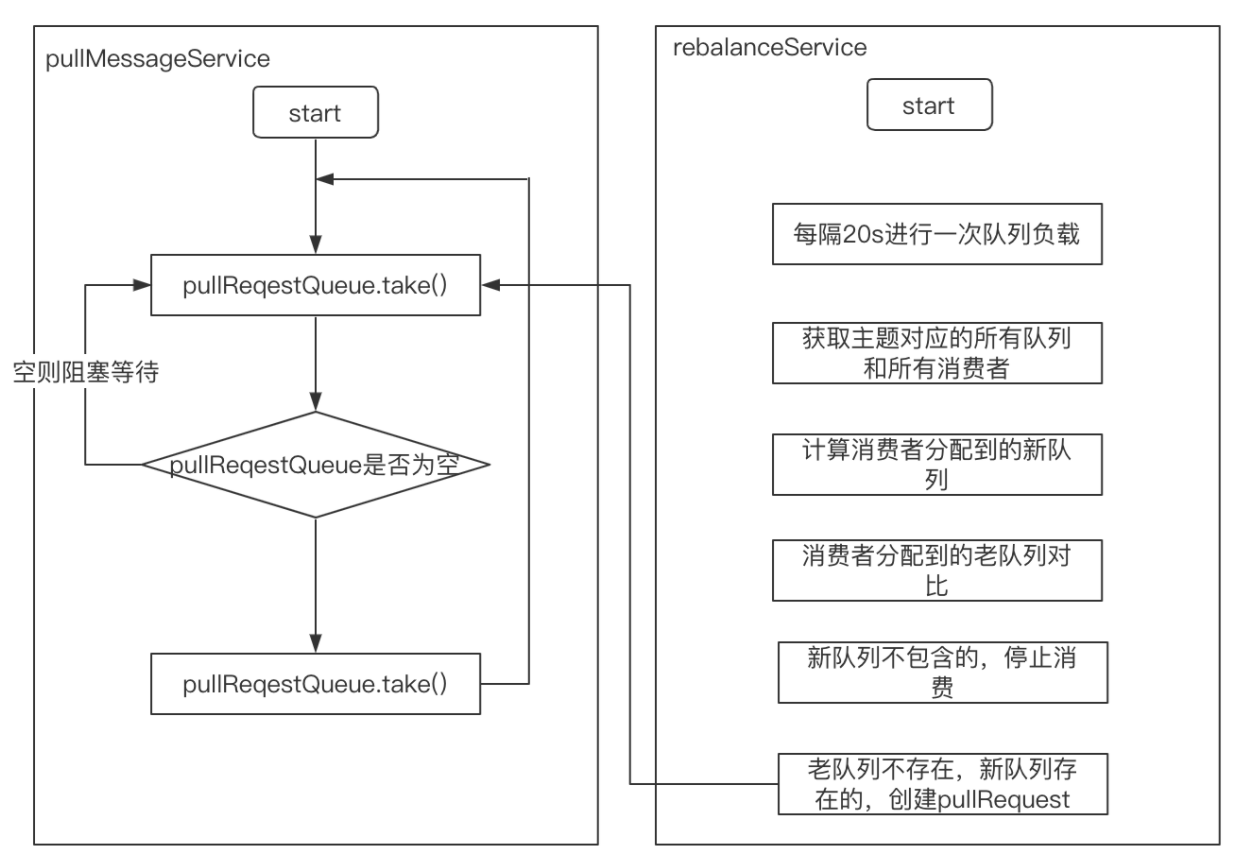 pullMessageService
start
pullReqestQueue.take()
空则阻塞等待
pullReqestQueue是否为空
pullReqestQueue.take()
rebalanceService
start
每隔20s进行一次队列负载
获取主题对应的所有队列
和所有消费者
计算消费者分配到的新队
列
消费者分配到的老队列对
比
新队列不包含的，停止消
费
老队列不存在，新队列存
在的，创建pullRequest